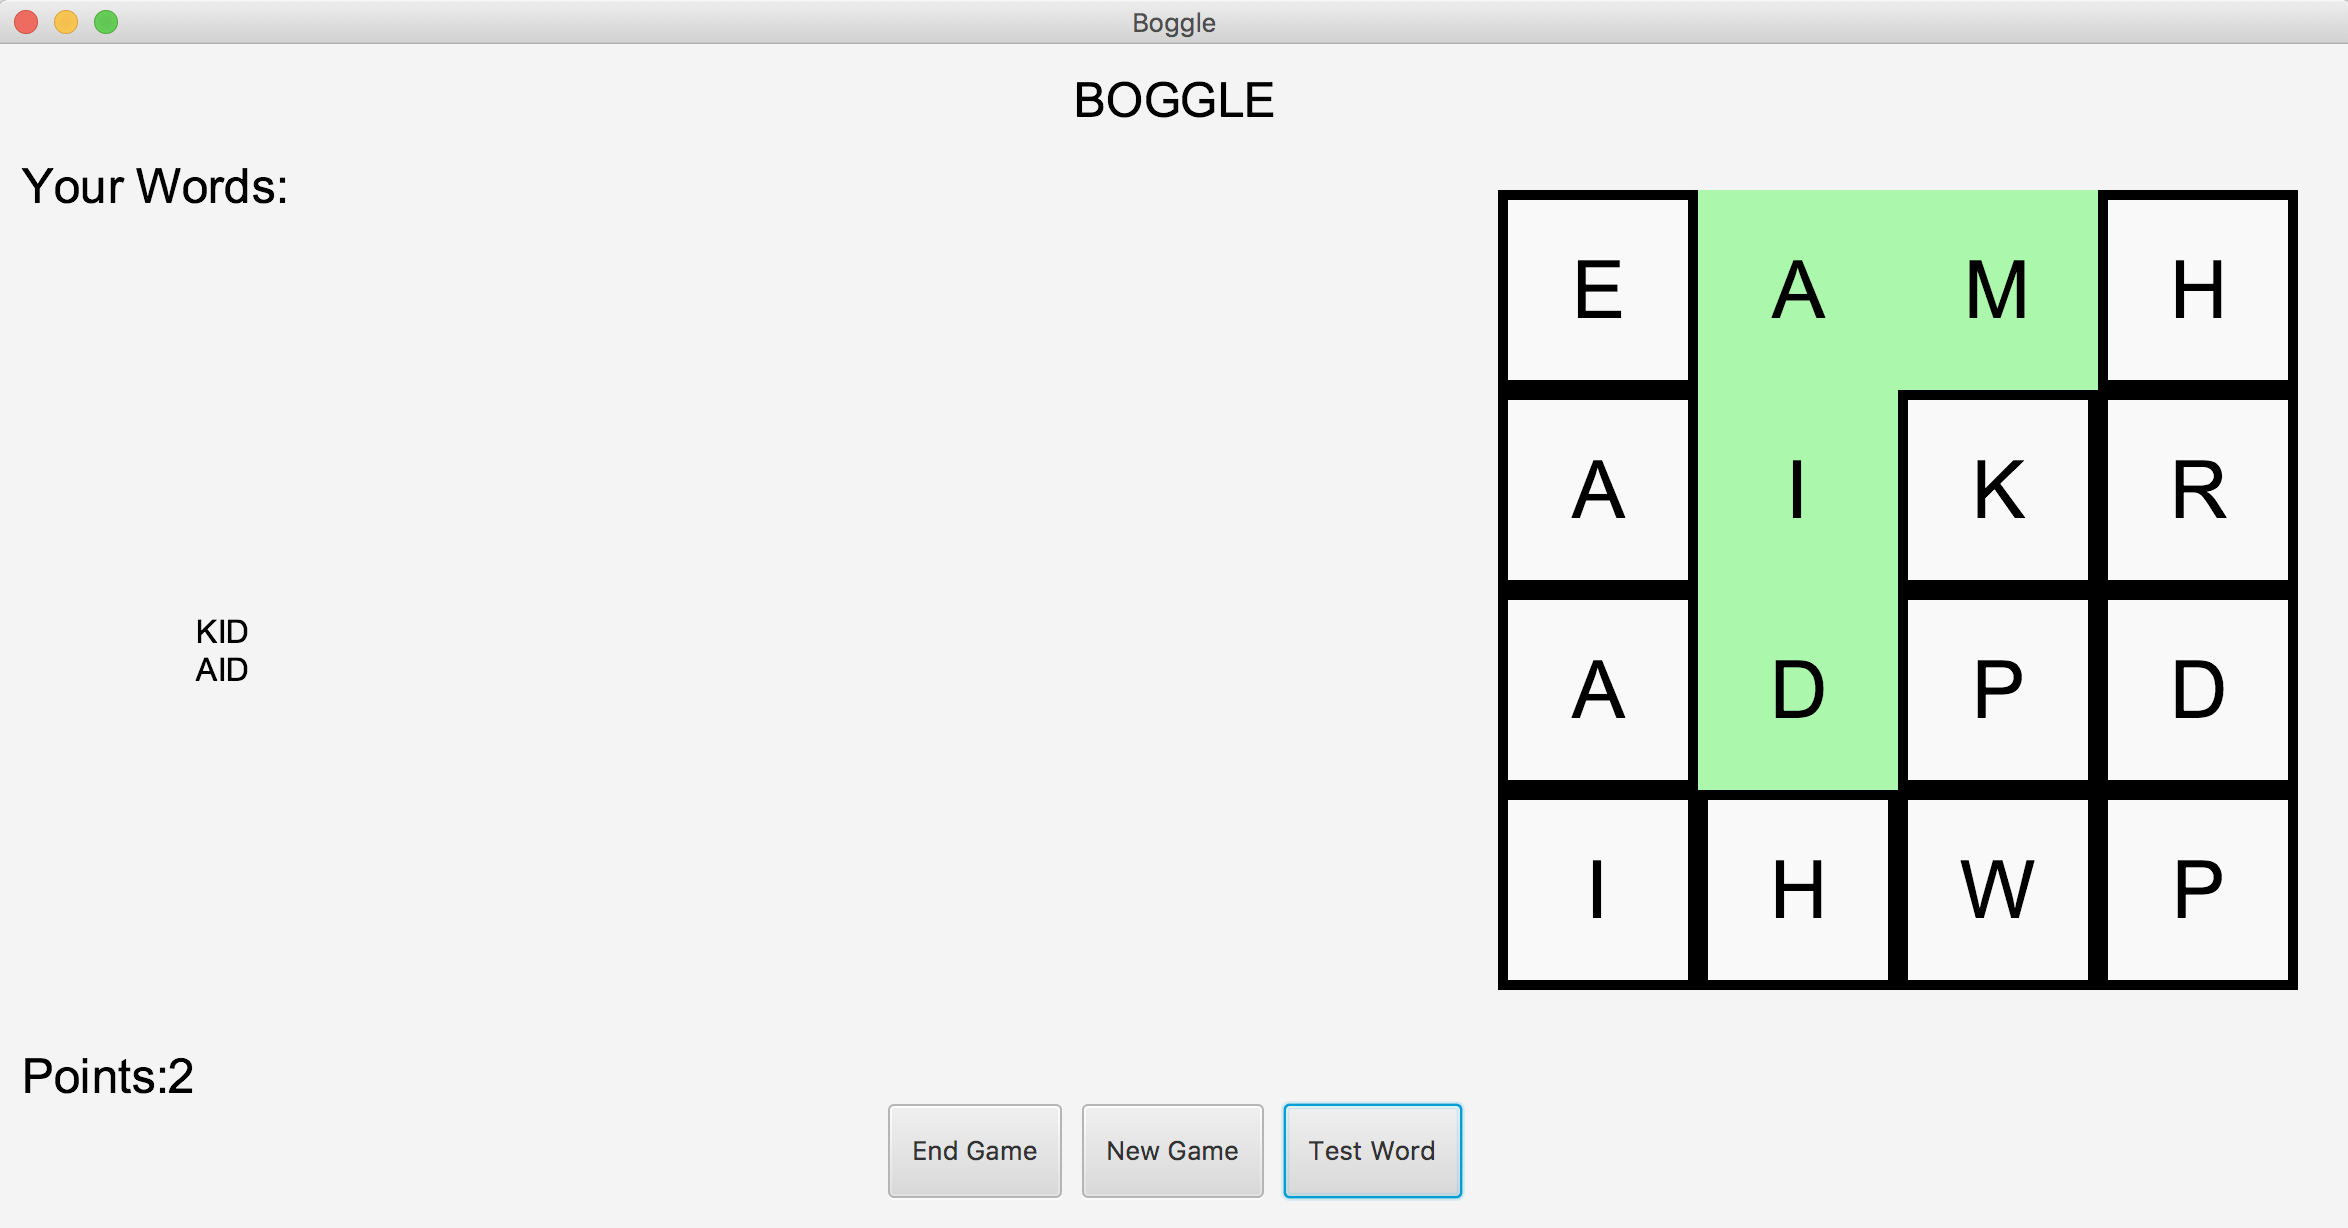 Boggle
BOGGLE
Your Words:
KID
AID
E A M H
A I K R
A D P D
I H W P
Points:2
End Game New Game Test Word